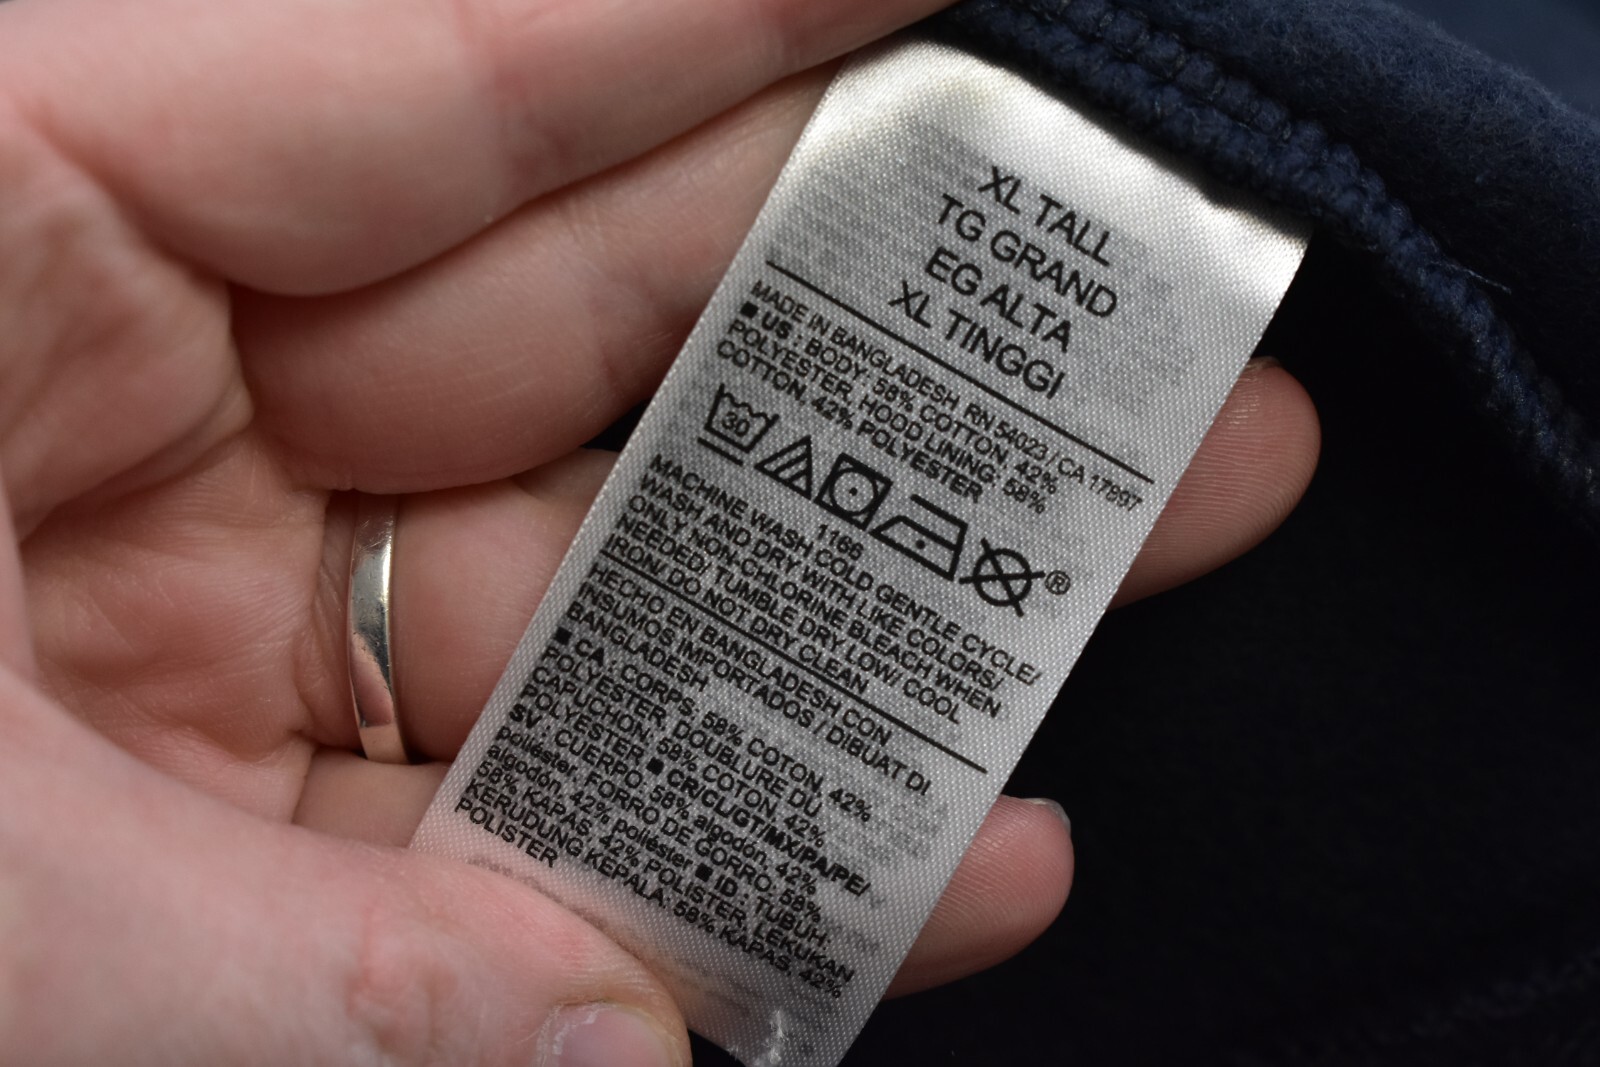 XL TALL
TG GRAND
EG ALTA
XL TINGGI
MADE IN BANGLADESH RN 54023 / CA 17897
■ US : BODY: 58% COTTON, 42%
POLYESTER, HOOD LINING: 58%
COTTON, 42% POLYESTER
30
®
1166
MACHINE WASH COLD GENTLE CYCLE/
WASH AND DRY WITH LIKE COLORS/
ONLY NON-CHLORINE BLEACH WHEN
NEEDED/ TUMBLE DRY LOW/ COOL
IRON/ DO NOT DRY CLEAN
HECHO EN BANGLADESH CON
INSUMOS IMPORTADOS / DIBUAT DI
BANGLADESH
■ CA : CORPS, 58% COTON, 42%
POLYESTER, DOUBLURE DU
CAPUCHON, 58% COTON, 42%
POLYESTER ■ CR/CL/GT/MX/PA/PE/
SV : CUERPO: 58% algodón, 42%
poliéster, FORRO DE GORRO: 58%
algodón, 42% poliéster ■ ID : TUBUH:
58% KAPAS, 42% POLISTER, LEKUKAN
KERUDUNG KEPALA: 58% KAPAS, 42%
POLISTER